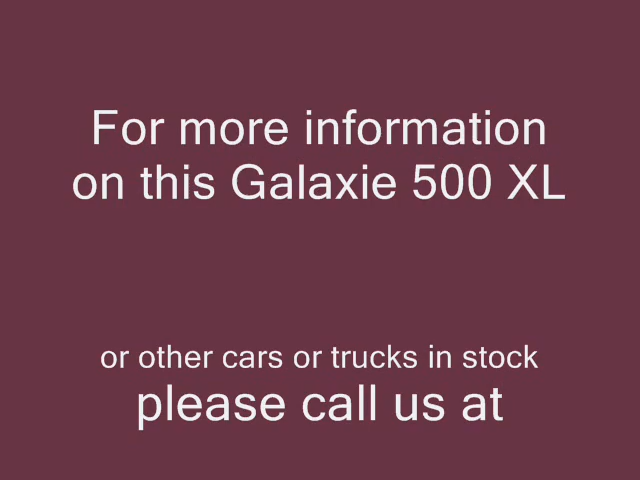 For more information
on this Galaxie 500 XL
or other cars or trucks in stock
please call us at